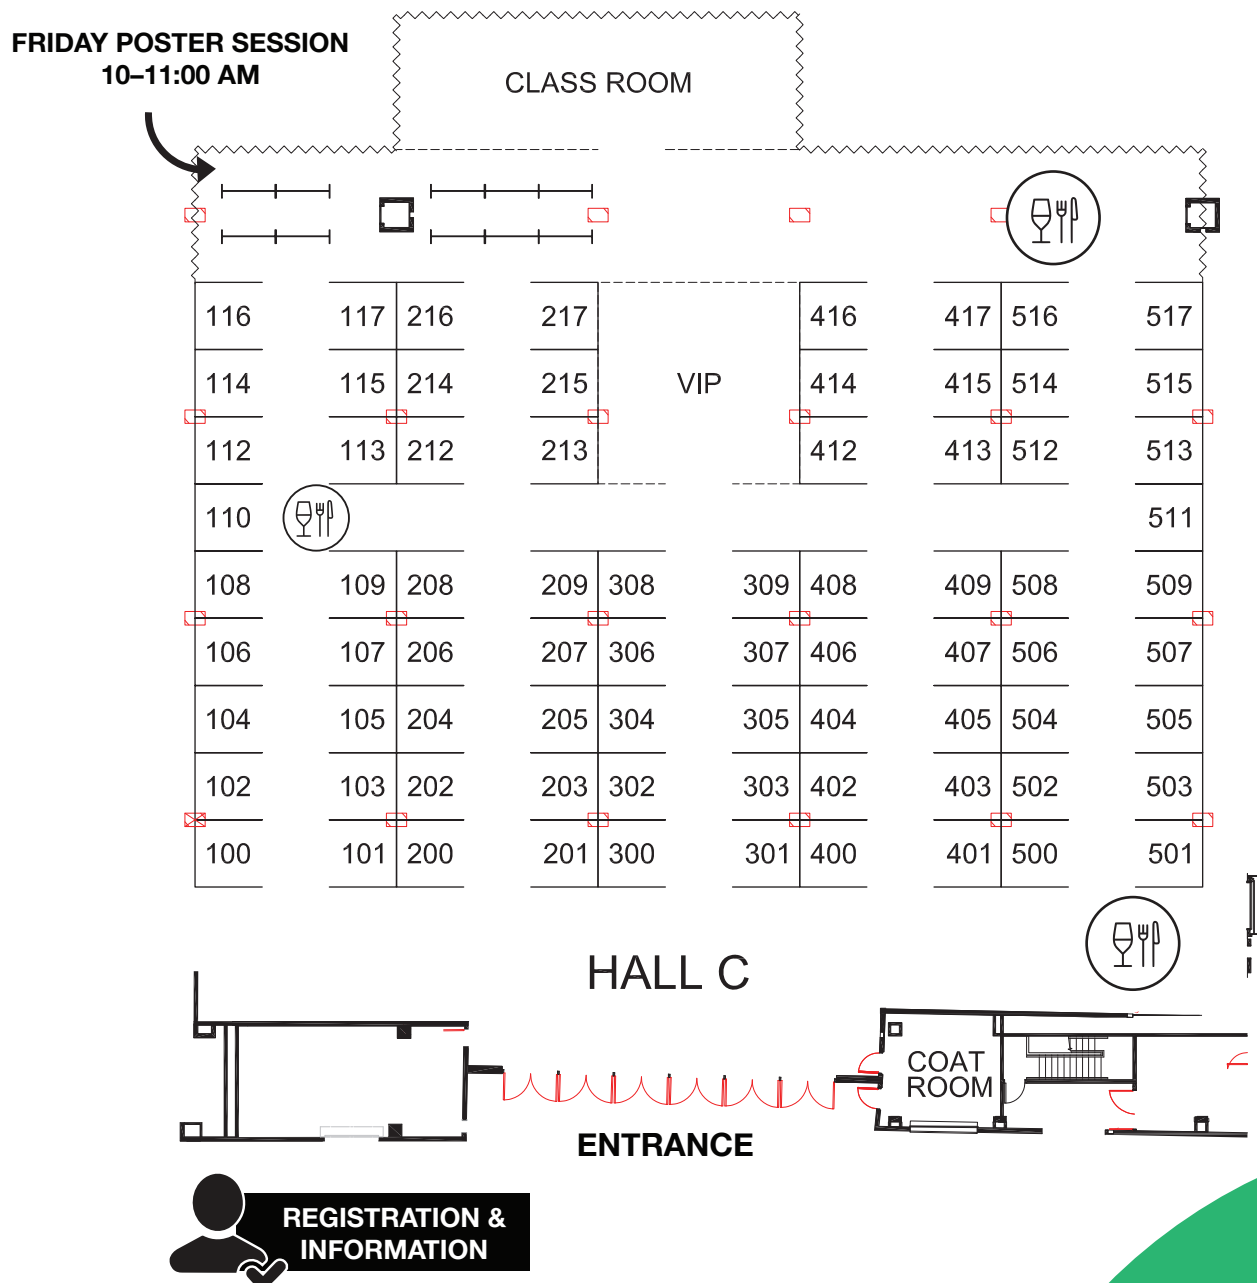 FRIDAY POSTER SESSION
10–11:00 AM
CLASS ROOM
116 117 216 217 416 417 516 517
114 115 214 215 VIP 414 415 514 515
112 113 212 213 412 413 512 513
110 511
108 109 208 209 308 309 408 409 508 509
106 107 206 207 306 307 406 407 506 507
104 105 204 205 304 305 404 405 504 505
102 103 202 203 302 303 402 403 502 503
100 101 200 201 300 301 400 401 500 501
HALL C
COAT
ROOM
ENTRANCE
REGISTRATION &
INFORMATION